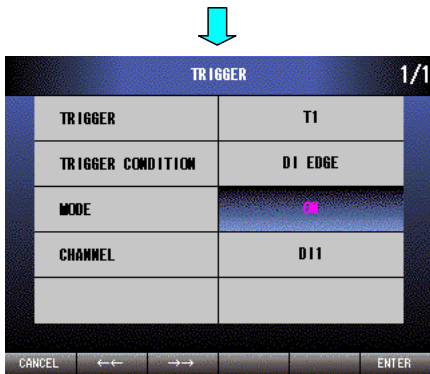 TRIGGER 1/1
TRIGGER T1
TRIGGER CONDITION DI EDGE
MODE ON
CHANNEL DI1
CANCEL ←← →→ ENTER